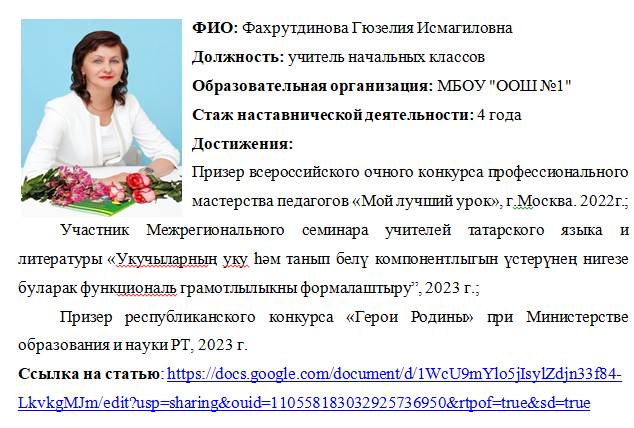 ФИО: Фахрутдинова Гюзелия Исмагиловна
Должность: учитель начальных классов
Образовательная организация: МБОУ "ООШ №1"
Стаж наставнической деятельности: 4 года
Достижения:
Призер всероссийского очного конкурса профессионального
мастерства педагогов «Мой лучший урок», г.Москва. 2022г.;
Участник Межрегионального семинара учителей татарского языка и
литературы «Укучыларның уку һәм танып белү компонентлыгын үстерүнең нигезе
буларак функциональ грамотлылыкны формалаштыру”, 2023 г.;
Призер республиканского конкурса «Герои Родины» при Министерстве
образования и науки РТ, 2023 г.
Ссылка на статью: https://docs.google.com/document/d/1WcU9mYlo5jIsylZdjn33f84-
LkvkgMJm/edit?usp=sharing&ouid=110558183032925736950&rtpof=true&sd=true